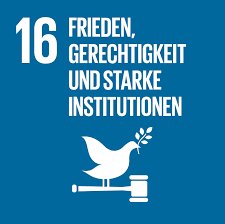 16 FRIEDEN,
GERECHTIGKEIT
UND STARKE
INSTITUTIONEN